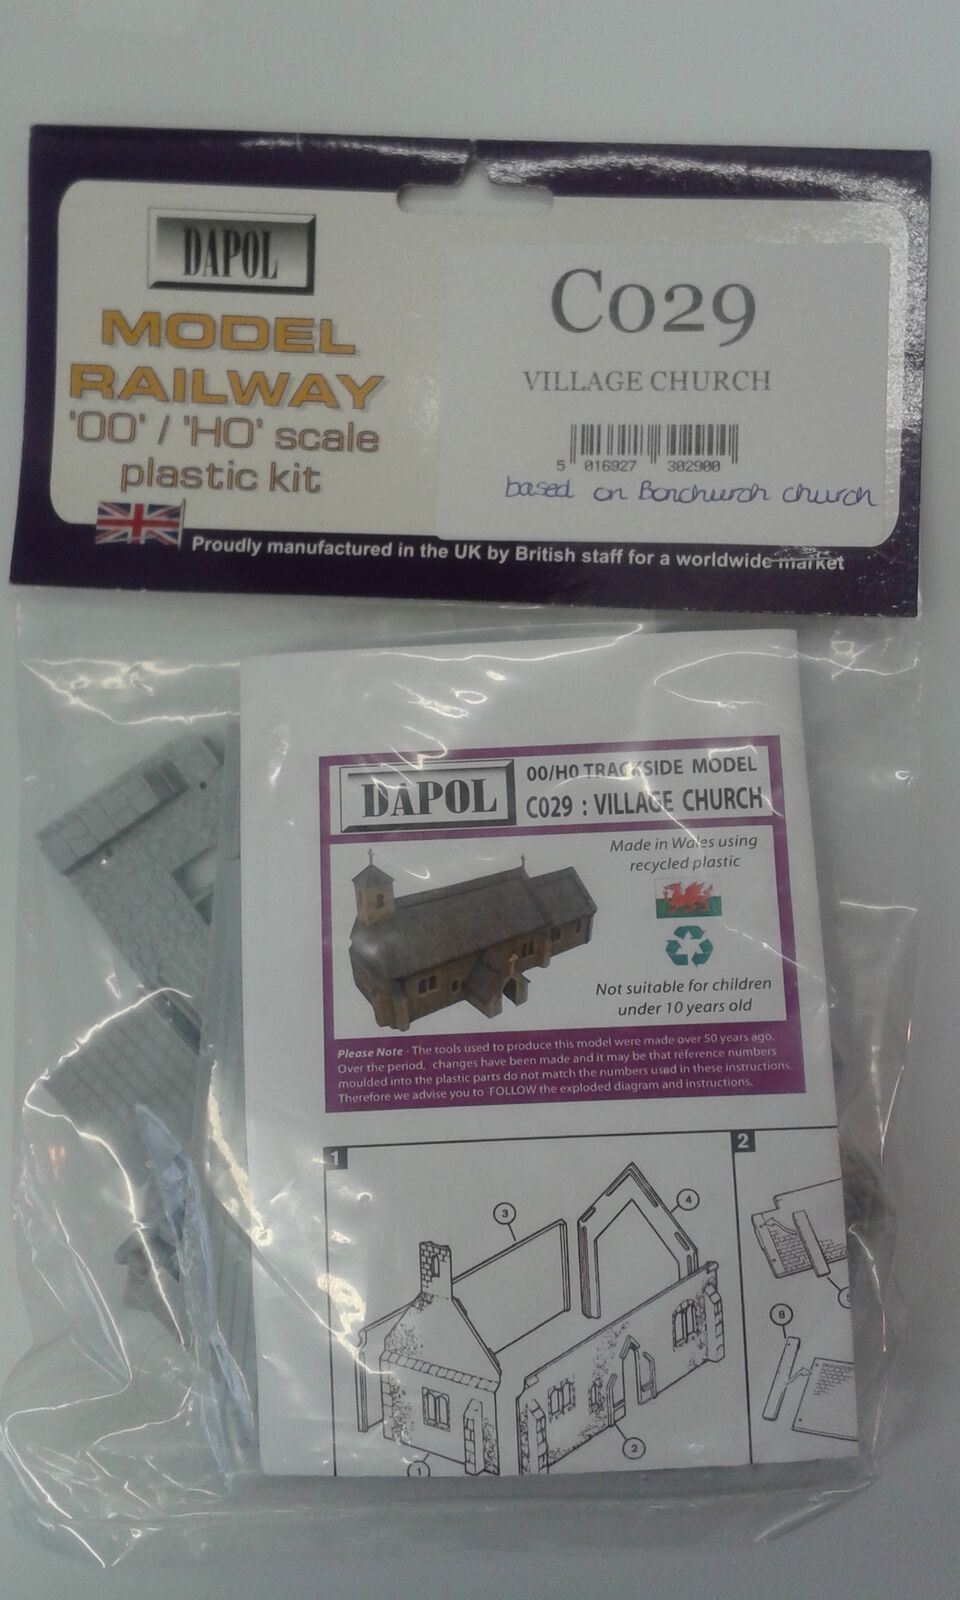 DAPOL
MODEL
RAILWAY
'OO' / 'HO' scale
plastic kit
C029
VILLAGE CHURCH
5 016927 302900
based on Bonchurch church
Proudly manufactured in the UK by British staff for a worldwide market
DAPOL
00/H0 TRACKSIDE MODEL
C029 : VILLAGE CHURCH
Made in Wales using
recycled plastic
Not suitable for children
under 10 years old
Please Note - The tools used to produce this model were made over 50 years ago.
Over the period, changes have been made and it may be that reference numbers
moulded into the plastic parts do not match the numbers used in these instructions.
Therefore we advise you to FOLLOW the exploded diagram and instructions.
1
2
3
4
8
2
1